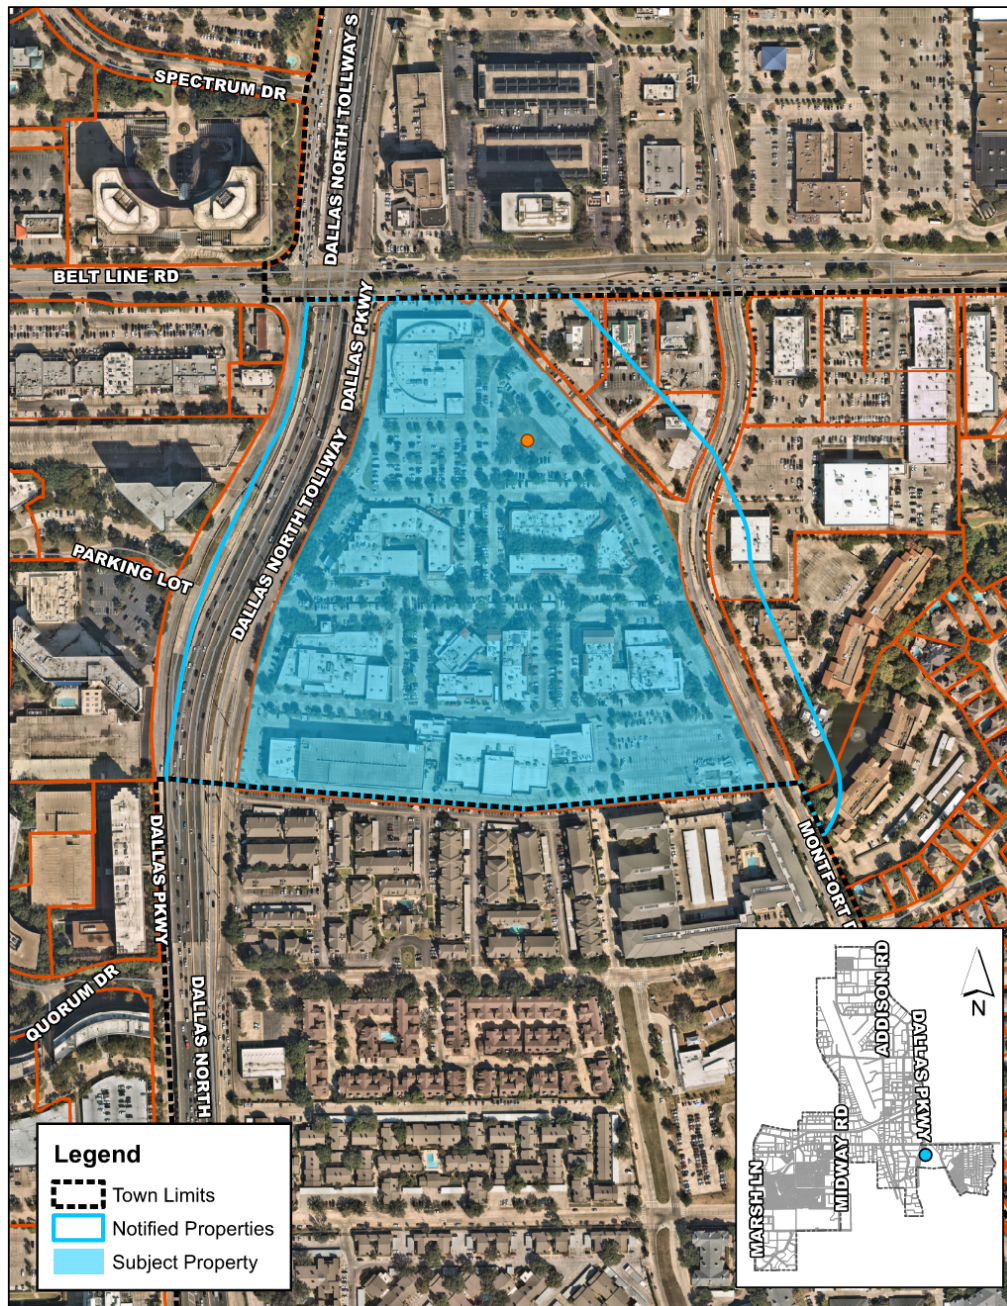 SPECTRUM DR
DALLAS NORTH TOLLWAY S
BELT LINE RD
DALLAS PKWY
DALLAS NORTH TOLLWAY
PARKING LOT
DALLAS PKWY
MONTFORT
QUORUM DR
DALLAS NORTH
Legend
Town Limits
Notified Properties
Subject Property
ADDISON RD
DALLAS PKWY
MIDWAY RD
MARSH LN
N